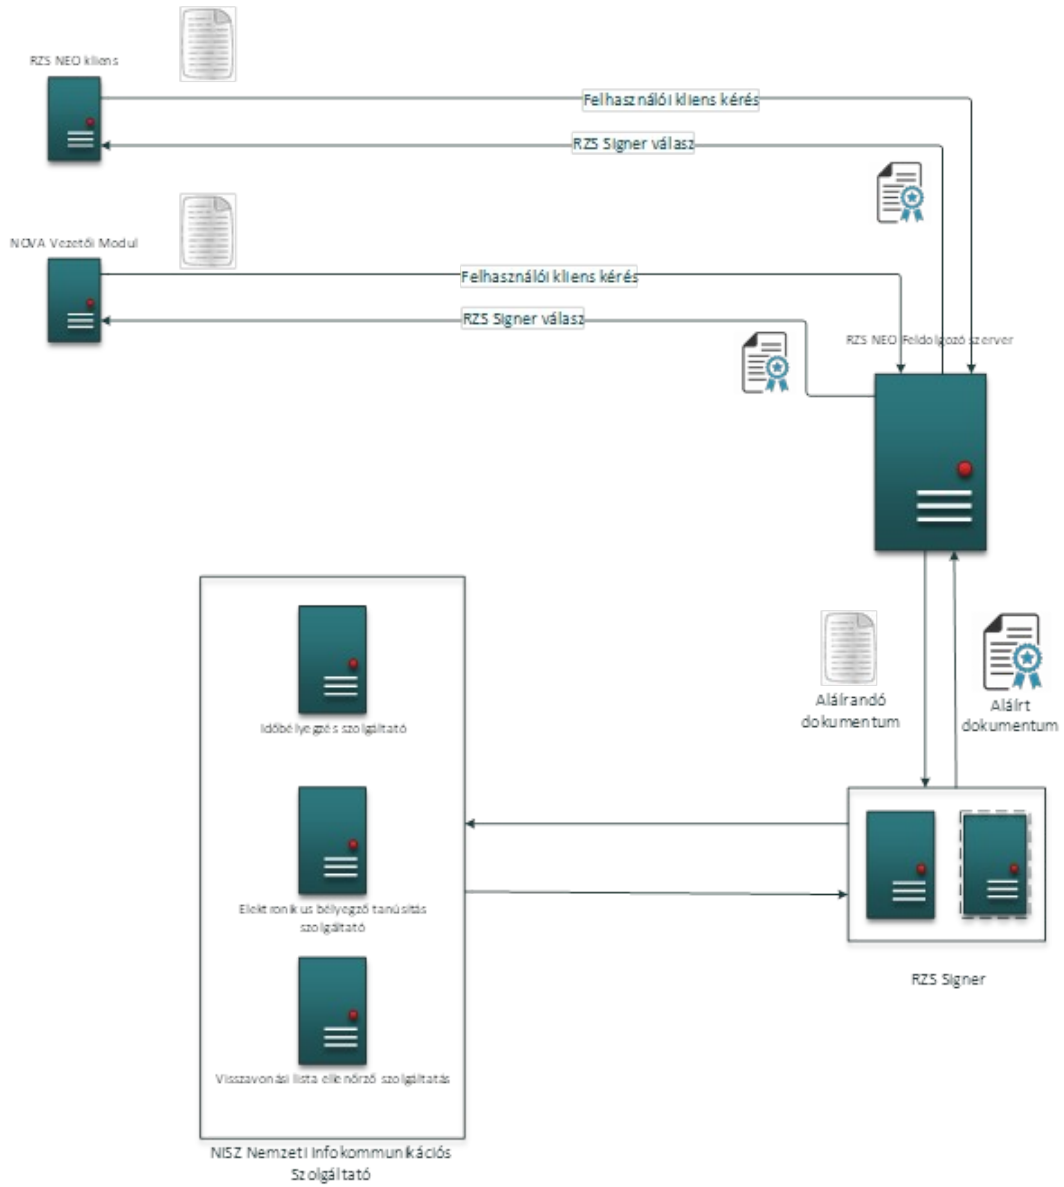 RZS NEO kliens
Felhasználói kliens kérés
RZS Signer válasz
NOVA Vezetői Modul
Felhasználói kliens kérés
RZS Signer válasz
RZS NEO Feldolgozó szerver
Aláírandó
dokumentum
Aláírt
dokumentum
Időbélyegzés szolgáltató
Elektronikus bélyegző tanúsítás
szolgáltató
Visszavonási lista ellenőrző szolgáltatás
RZS Signer
NISZ Nemzeti Infokommunikációs
Szolgáltató